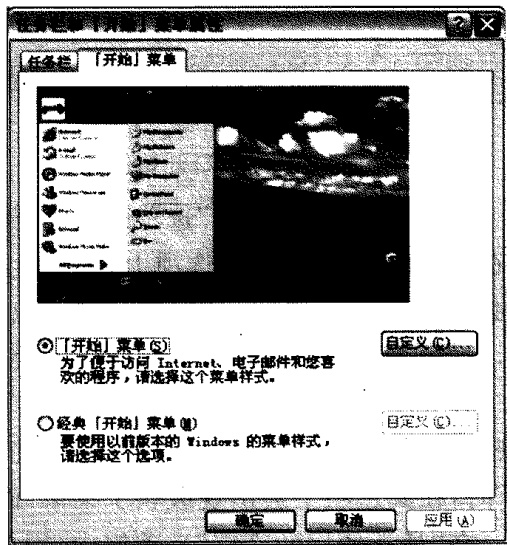 任务栏和「开始」菜单属性
任务栏
「开始」菜单
「开始」菜单(S)
自定义(C)...
为了便于访问 Internet、电子邮件和您喜
欢的程序，请选择这个菜单样式。
经典「开始」菜单(M)
自定义(C)...
要使用以前版本的 Windows 的菜单样式，
请选择这个选项。
确定
取消
应用(A)